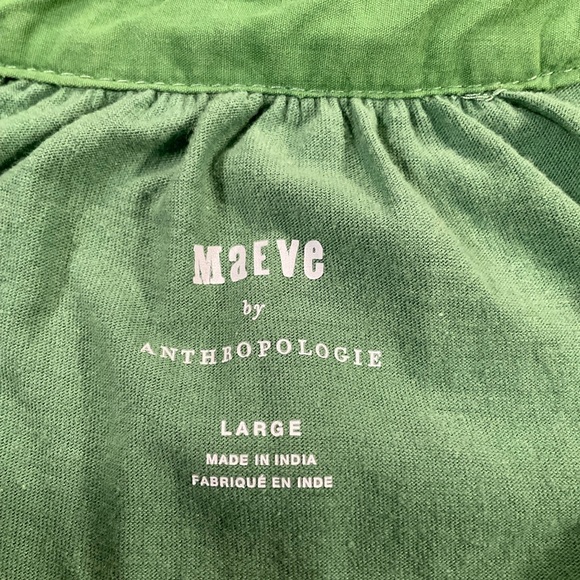 MaEVe
by
ANTHROPOLOGIE
LARGE
MADE IN INDIA
FABRIQUÉ EN INDE